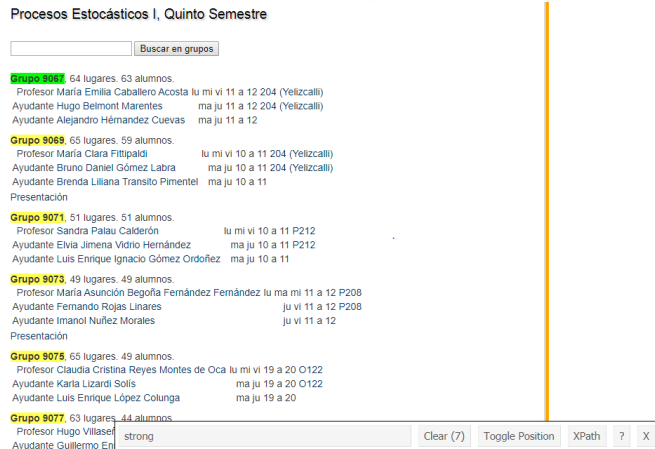 Procesos Estocásticos I, Quinto Semestre
Buscar en grupos
Grupo 9067, 64 lugares. 63 alumnos.
Profesor María Emilia Caballero Acosta lu mi vi 11 a 12 204 (Yelizcalli)
Ayudante Hugo Belmont Marentes ma ju 11 a 12 204 (Yelizcalli)
Ayudante Alejandro Hérnandez Cuevas ma ju 11 a 12
Grupo 9069, 65 lugares. 59 alumnos.
Profesor María Clara Fittipaldi lu mi vi 10 a 11 204 (Yelizcalli)
Ayudante Bruno Daniel Gómez Labra ma ju 10 a 11 204 (Yelizcalli)
Ayudante Brenda Liliana Transito Pimentel ma ju 10 a 11
Presentación
Grupo 9071, 51 lugares. 51 alumnos.
Profesor Sandra Palau Calderón lu mi vi 10 a 11 P212
Ayudante Elvia Jimena Vidrio Hernández ma ju 10 a 11 P212
Ayudante Luis Enrique Ignacio Gómez Ordoñez ma ju 10 a 11
Grupo 9073, 49 lugares. 49 alumnos.
Profesor María Asunción Begoña Fernández Fernández lu ma mi 11 a 12 P208
Ayudante Fernando Rojas Linares ju vi 11 a 12 P208
Ayudante Imanol Nuñez Morales ju vi 11 a 12
Presentación
Grupo 9075, 65 lugares. 49 alumnos.
Profesor Claudia Cristina Reyes Montes de Oca lu mi vi 19 a 20 O122
Ayudante Karla Lizardi Solís ma ju 19 a 20 O122
Ayudante Luis Enrique López Colunga ma ju 19 a 20
Grupo 9077, 63 lugares. 44 alumnos
Profesor Hugo
Ayudante Guillermo
strong Clear (7) Toggle Position XPath ? X